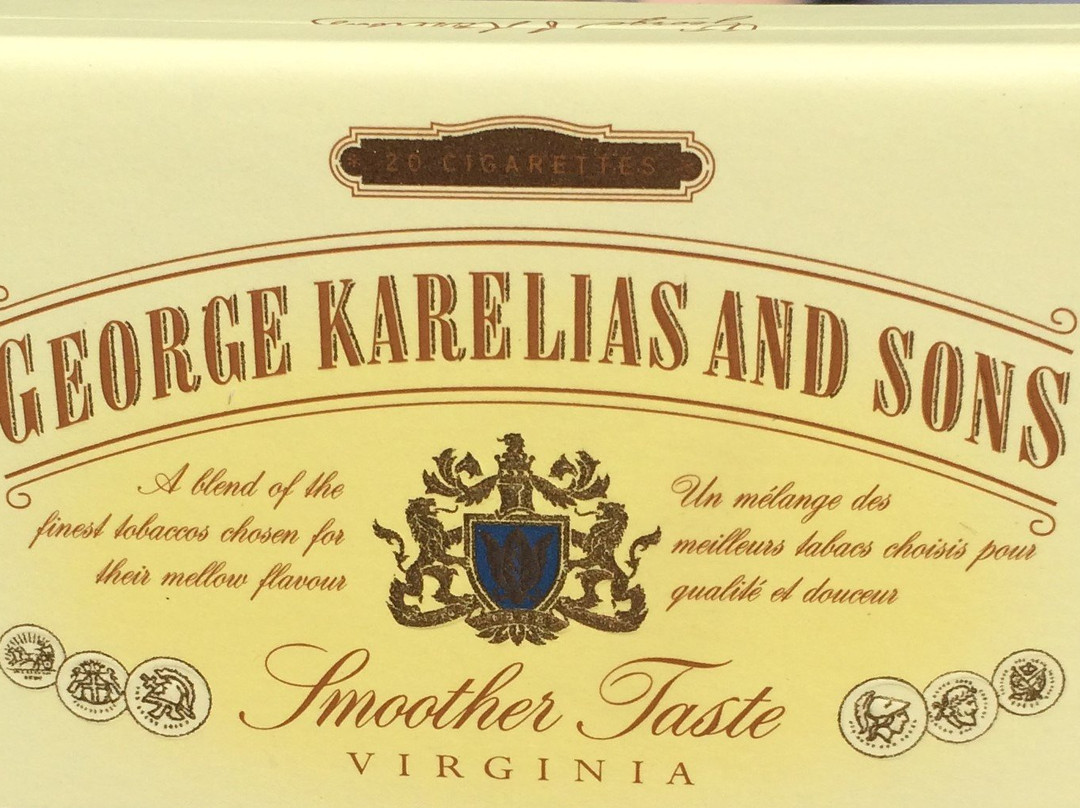 * 20 CIGARETTES *
GEORGE KARELIAS AND SONS
A blend of the
finest tobaccos chosen for
their mellow flavour
Un mélange des
meilleurs tabacs choisis pour
qualité et douceur
Smoother Taste
VIRGINIA